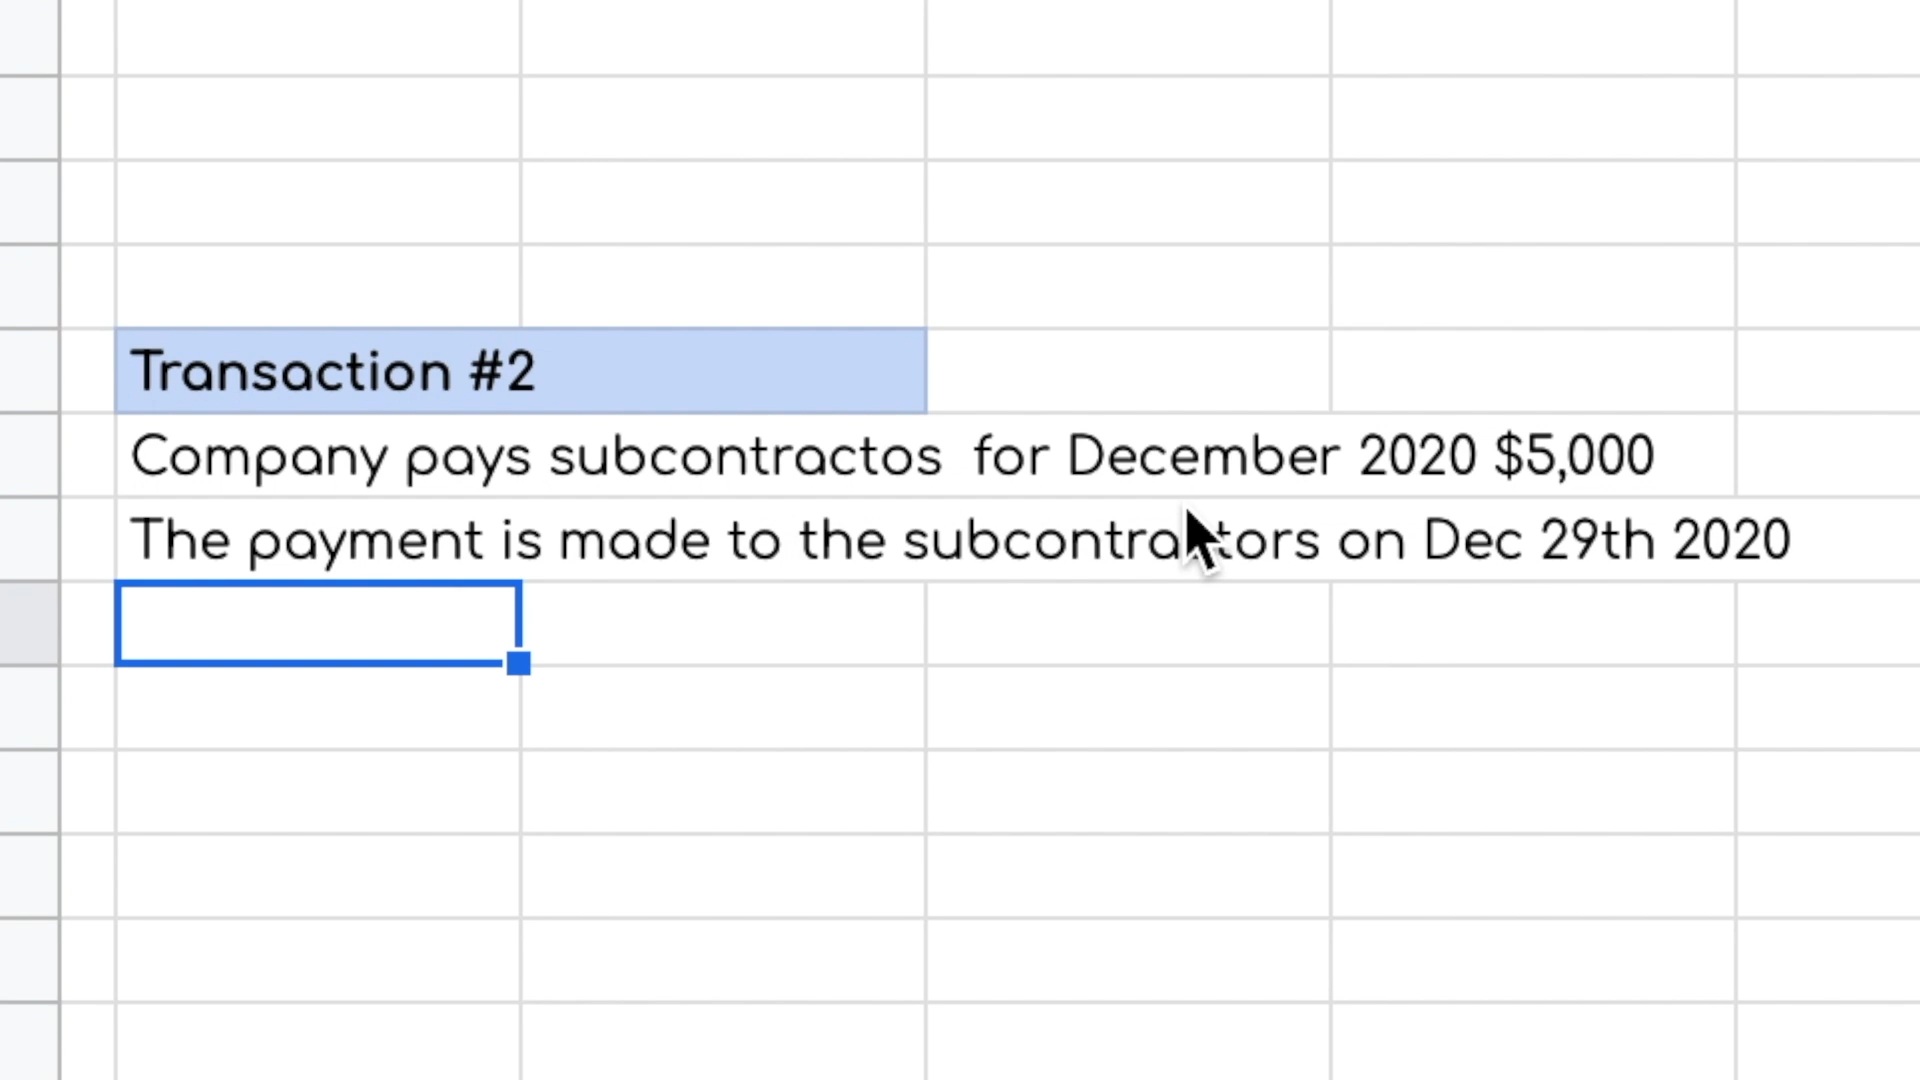 Transaction #2
Company pays subcontractos  for December 2020 $5,000
The payment is made to the subcontractors on Dec 29th 2020